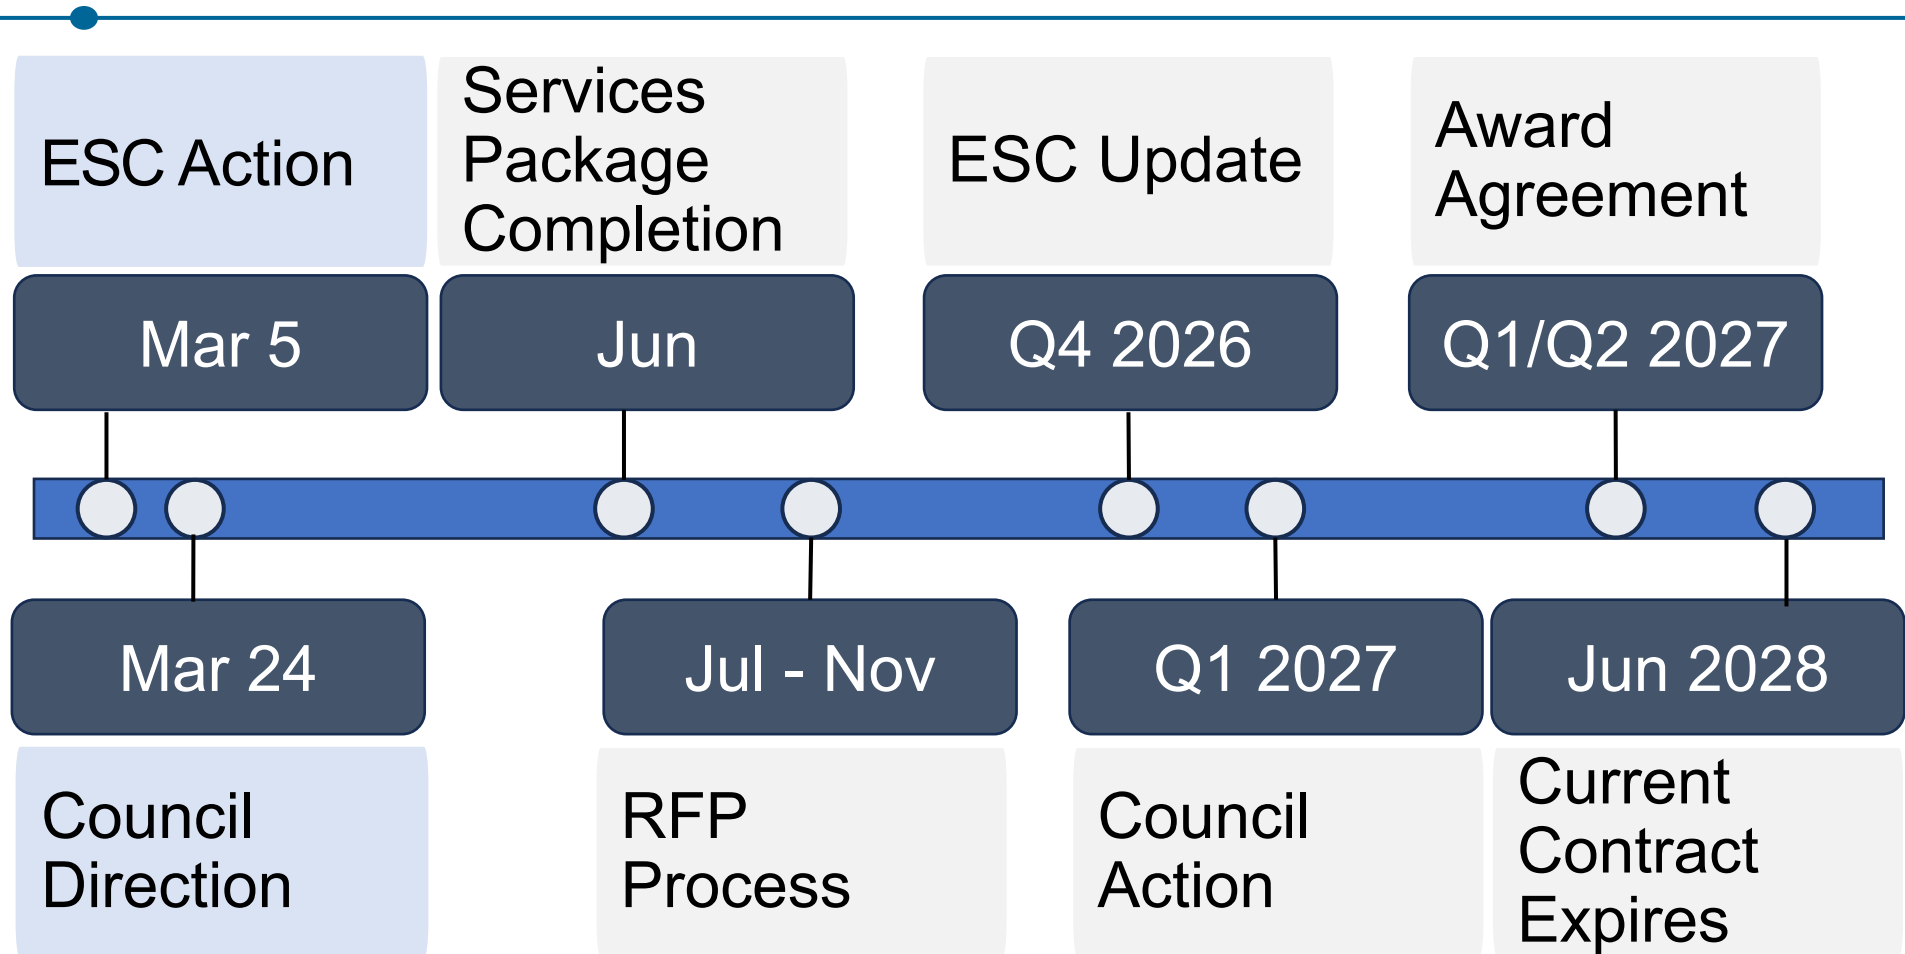 ESC Action
Services
Package
Completion
ESC Update
Award
Agreement
Mar 5
Jun
Q4 2026
Q1/Q2 2027
Mar 24
Jul - Nov
Q1 2027
Jun 2028
Council
Direction
RFP
Process
Council
Action
Current
Contract
Expires